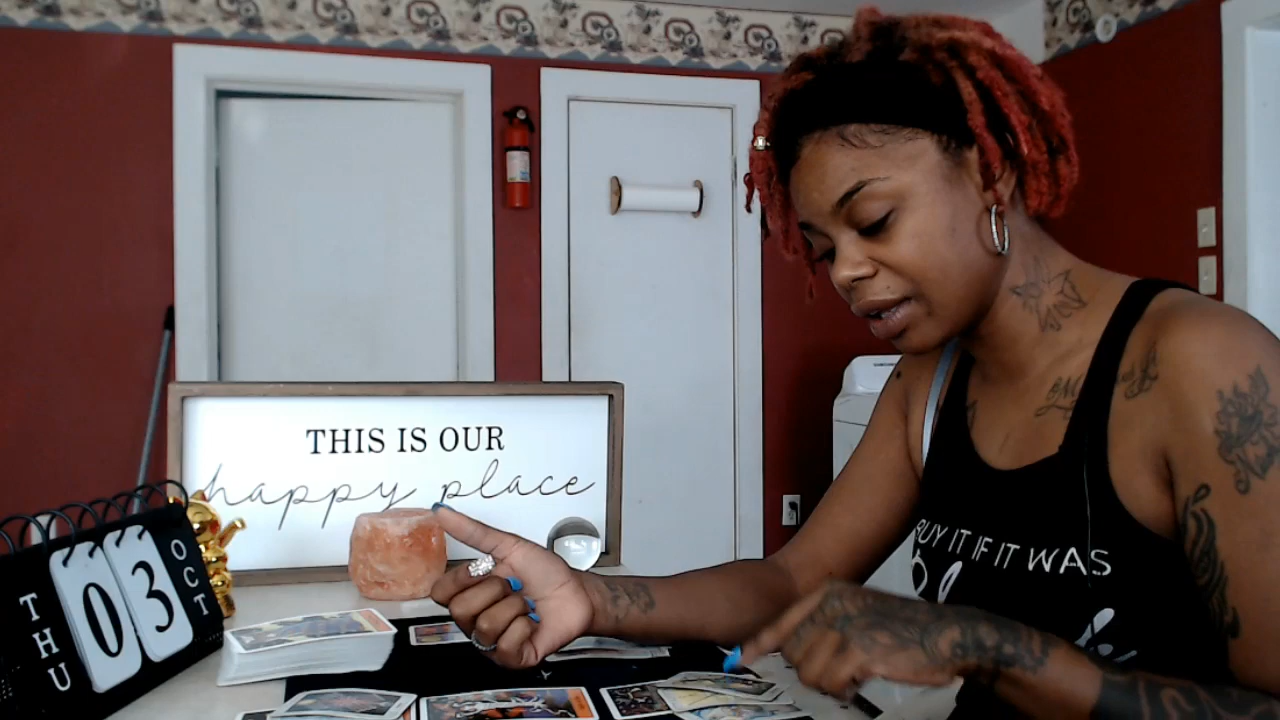 THIS IS OUR
happy place
THU
03
OCT
BUY IT IF IT WAS